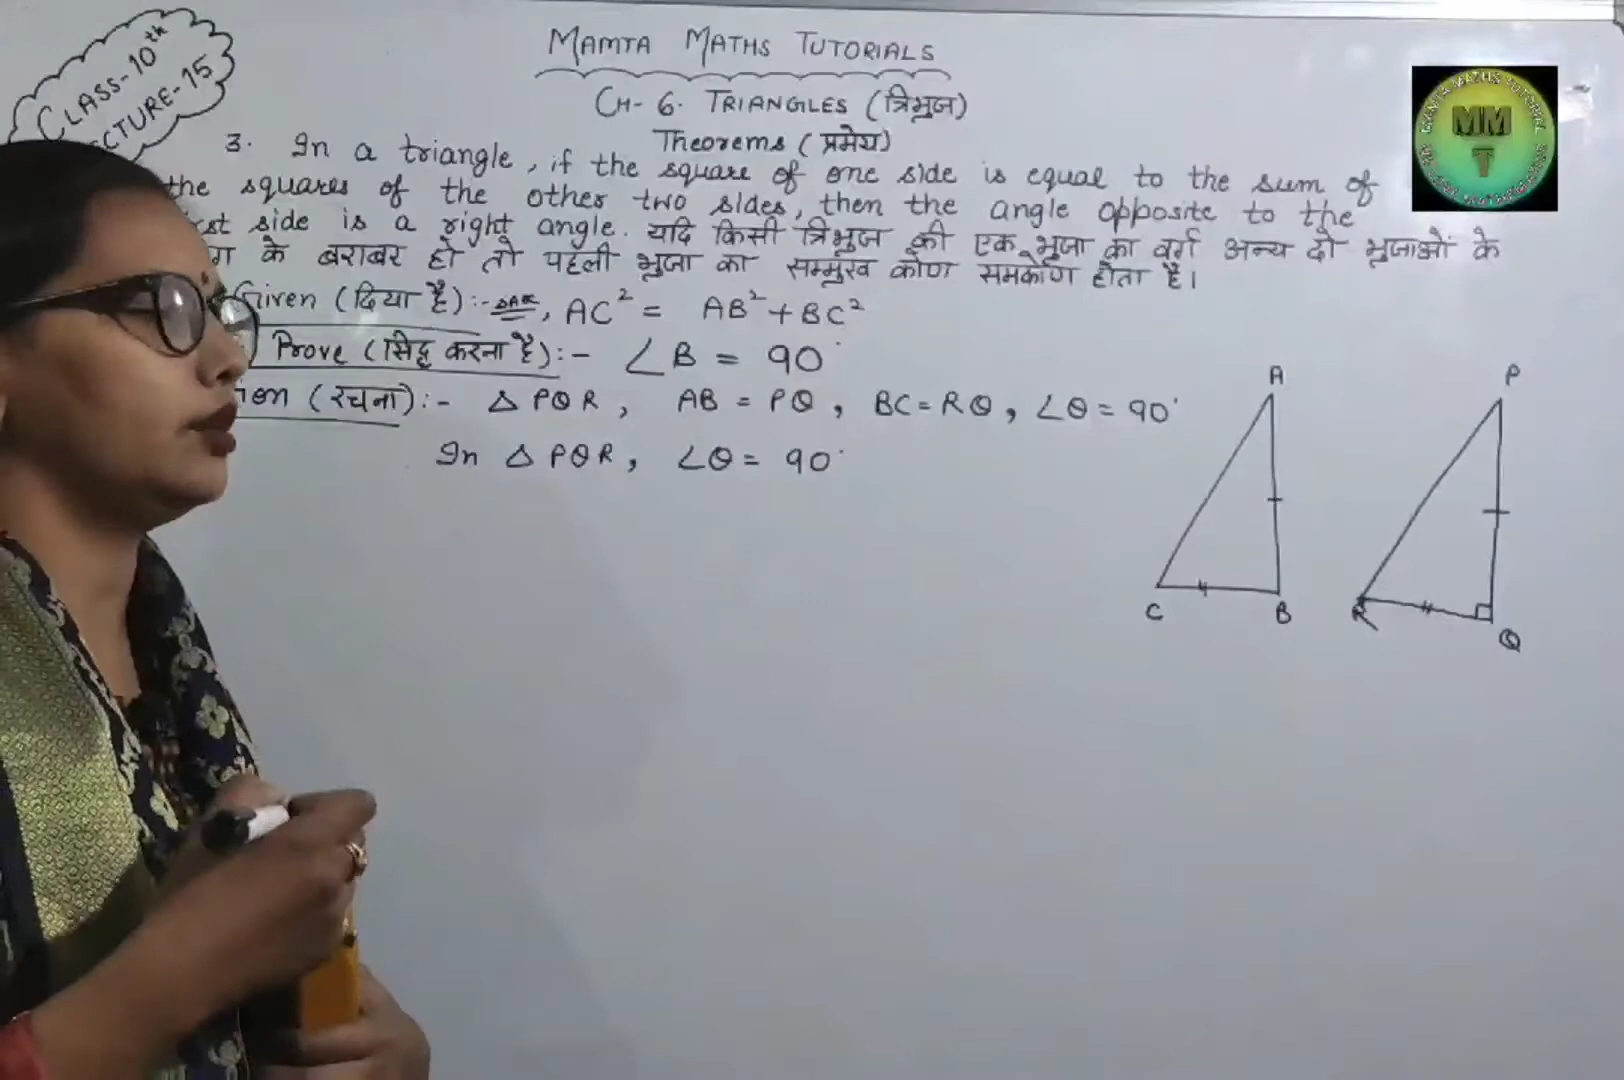 CLASS-10th
CTURE-15
MAMTA MATHS TUTORIALS
CH-6. TRIANGLES (त्रिभुज)
Theorems (प्रमेय)
3. In a triangle, if the square of one side is equal to the sum of
the squares of the other two sides, then the angle opposite to the
st side is a right angle. यदि किसी त्रिभुज की एक भुजा का वर्ग अन्य दो भुजाओं के
के बराबर हो तो पहली भुजा का सम्मुख कोण समकोण होता है।
Given (दिया है):- △ABC, AC² = AB² + BC²
Prove (सिद्ध करना है):- ∠B = 90°
(रचना):- △PQR, AB = PQ, BC = RQ, ∠Q = 90°
In △PQR, ∠Q = 90°
A
C
B
P
R
Q
MM
T